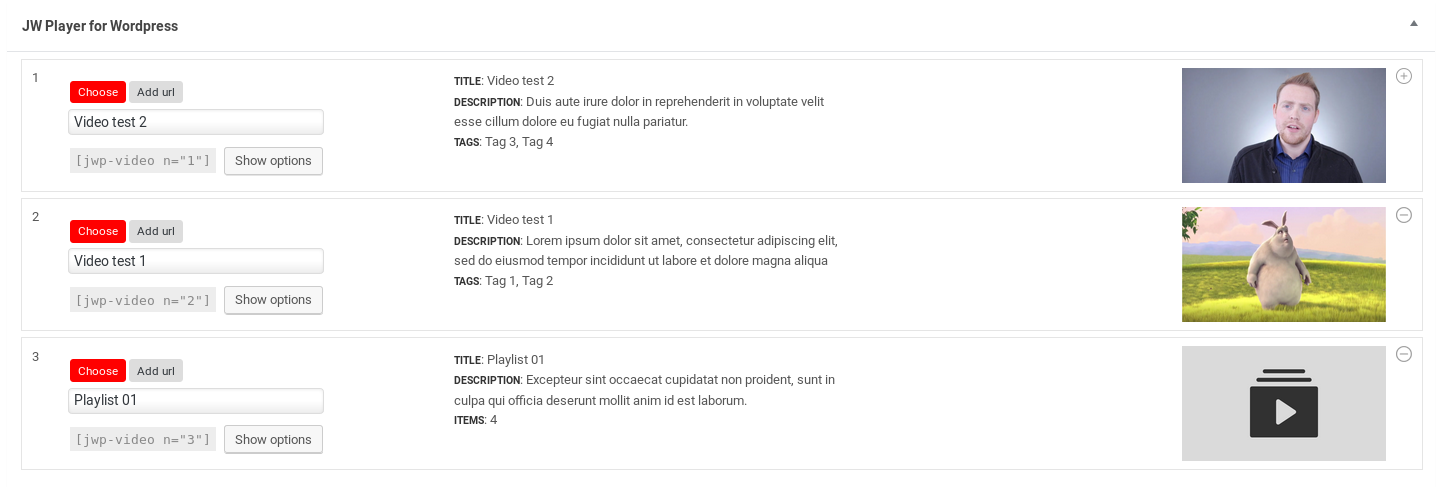 JW Player for Wordpress
1
Choose Add url
Video test 2
[jwp-video n="1"] Show options
TITLE: Video test 2
DESCRIPTION: Duis aute irure dolor in reprehenderit in voluptate velit
esse cillum dolore eu fugiat nulla pariatur.
TAGS: Tag 3, Tag 4
2
Choose Add url
Video test 1
[jwp-video n="2"] Show options
TITLE: Video test 1
DESCRIPTION: Lorem ipsum dolor sit amet, consectetur adipiscing elit,
sed do eiusmod tempor incididunt ut labore et dolore magna aliqua
TAGS: Tag 1, Tag 2
3
Choose Add url
Playlist 01
[jwp-video n="3"] Show options
TITLE: Playlist 01
DESCRIPTION: Excepteur sint occaecat cupidatat non proident, sunt in
culpa qui officia deserunt mollit anim id est laborum.
ITEMS: 4